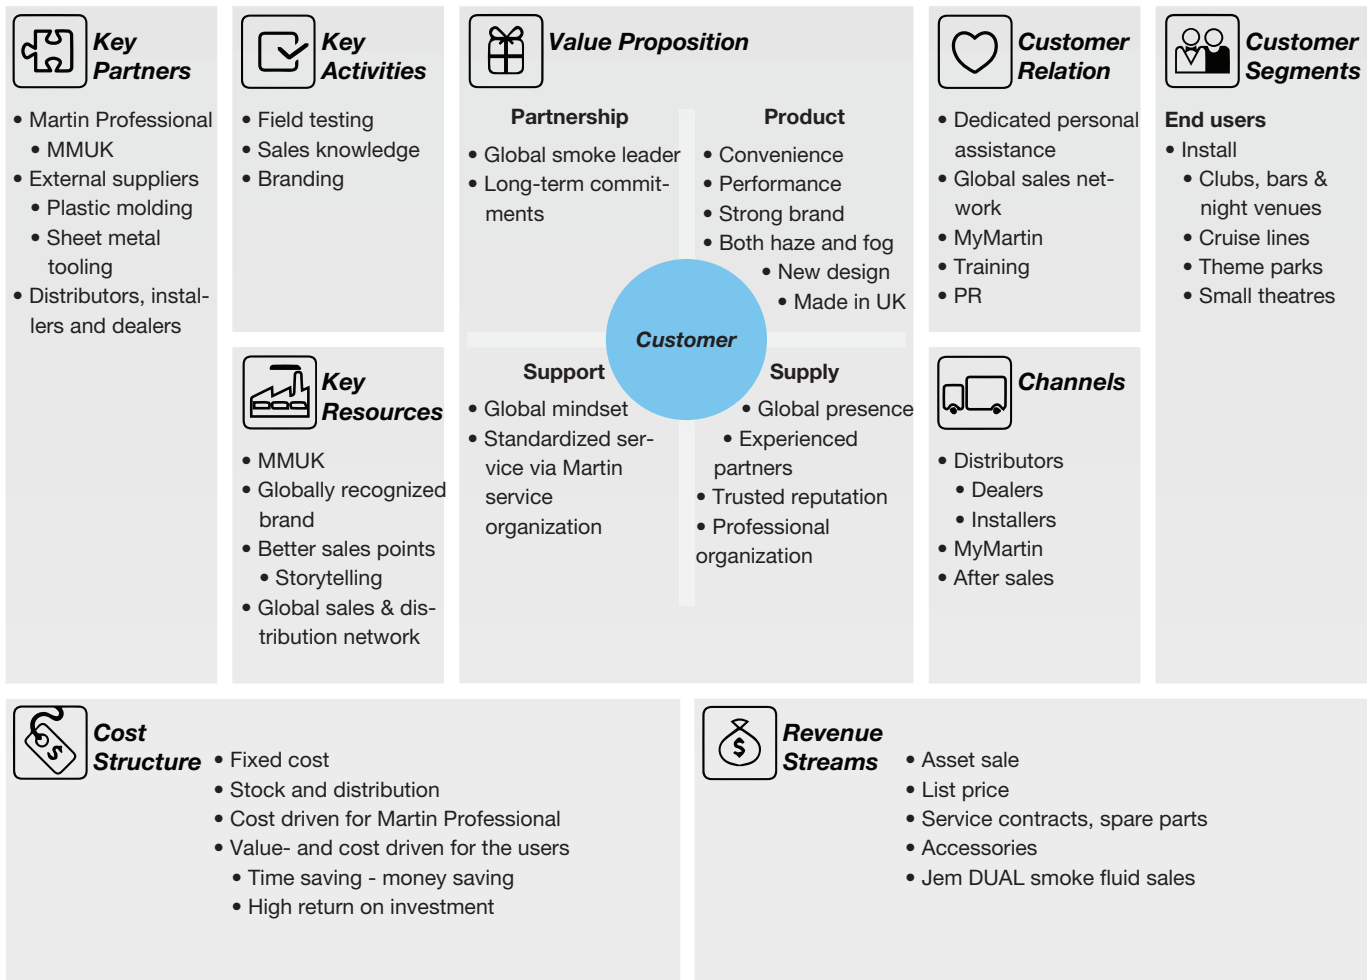 Key
Partners
• Martin Professional
• MMUK
• External suppliers
• Plastic molding
• Sheet metal
tooling
• Distributors, instal-
lers and dealers
Key
Activities
• Field testing
• Sales knowledge
• Branding
Key
Resources
• MMUK
• Globally recognized
brand
• Better sales points
• Storytelling
• Global sales & dis-
tribution network
Value Proposition
Partnership
• Global smoke leader
• Long-term commit-
ments
Product
• Convenience
• Performance
• Strong brand
• Both haze and fog
• New design
• Made in UK
Customer
Support
• Global mindset
• Standardized ser-
vice via Martin
service
organization
Supply
• Global presence
• Experienced
partners
• Trusted reputation
• Professional
organization
Customer
Relation
• Dedicated personal
assistance
• Global sales net-
work
• MyMartin
• Training
• PR
Channels
• Distributors
• Dealers
• Installers
• MyMartin
• After sales
Customer
Segments
End users
• Install
• Clubs, bars &
night venues
• Cruise lines
• Theme parks
• Small theatres
Cost
Structure
• Fixed cost
• Stock and distribution
• Cost driven for Martin Professional
• Value- and cost driven for the users
• Time saving - money saving
• High return on investment
$
Revenue
Streams
• Asset sale
• List price
• Service contracts, spare parts
• Accessories
• Jem DUAL smoke fluid sales